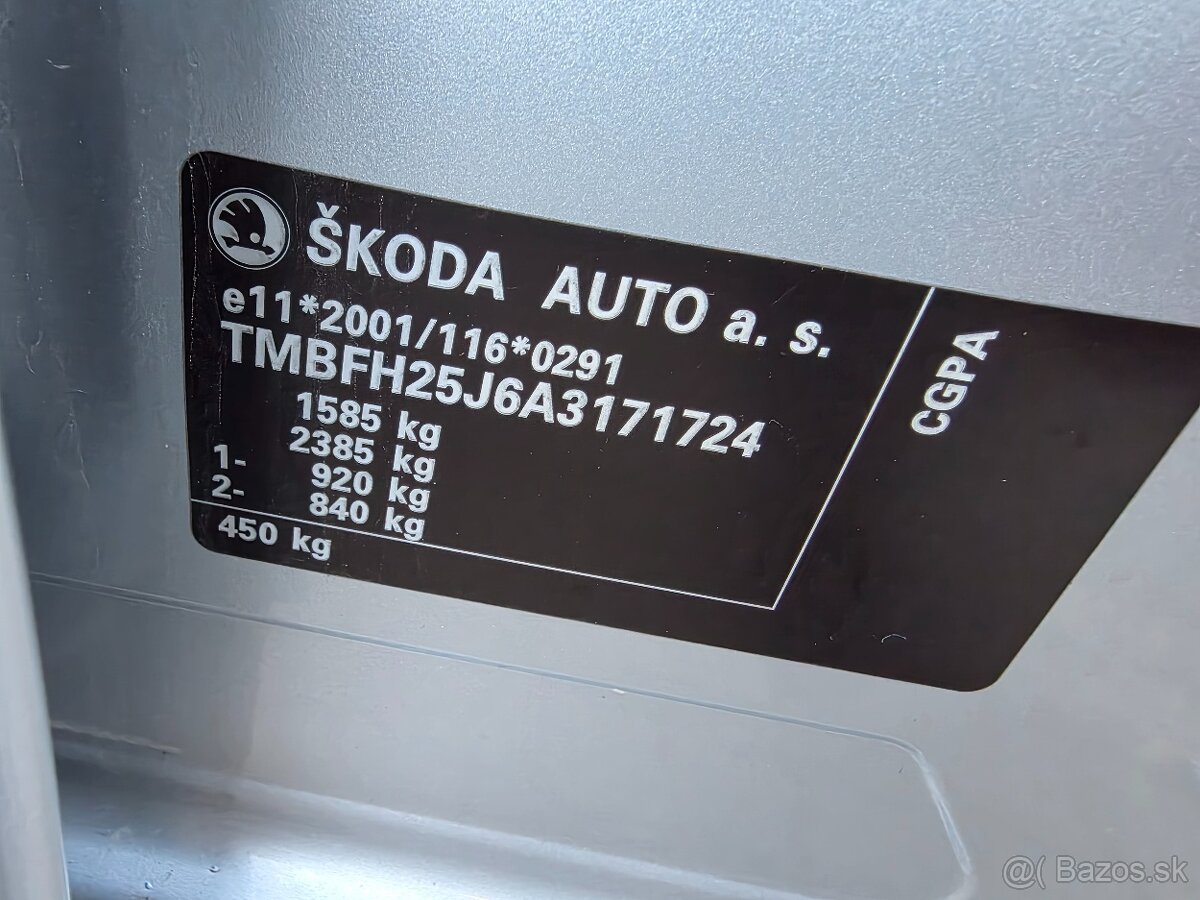 ŠKODA AUTO a. s.
e11*2001/116*0291
TMBFH25J6A3171724
1585 kg
2385 kg
1- 920 kg
2- 840 kg
450 kg
CGPA
@( Bazos.sk